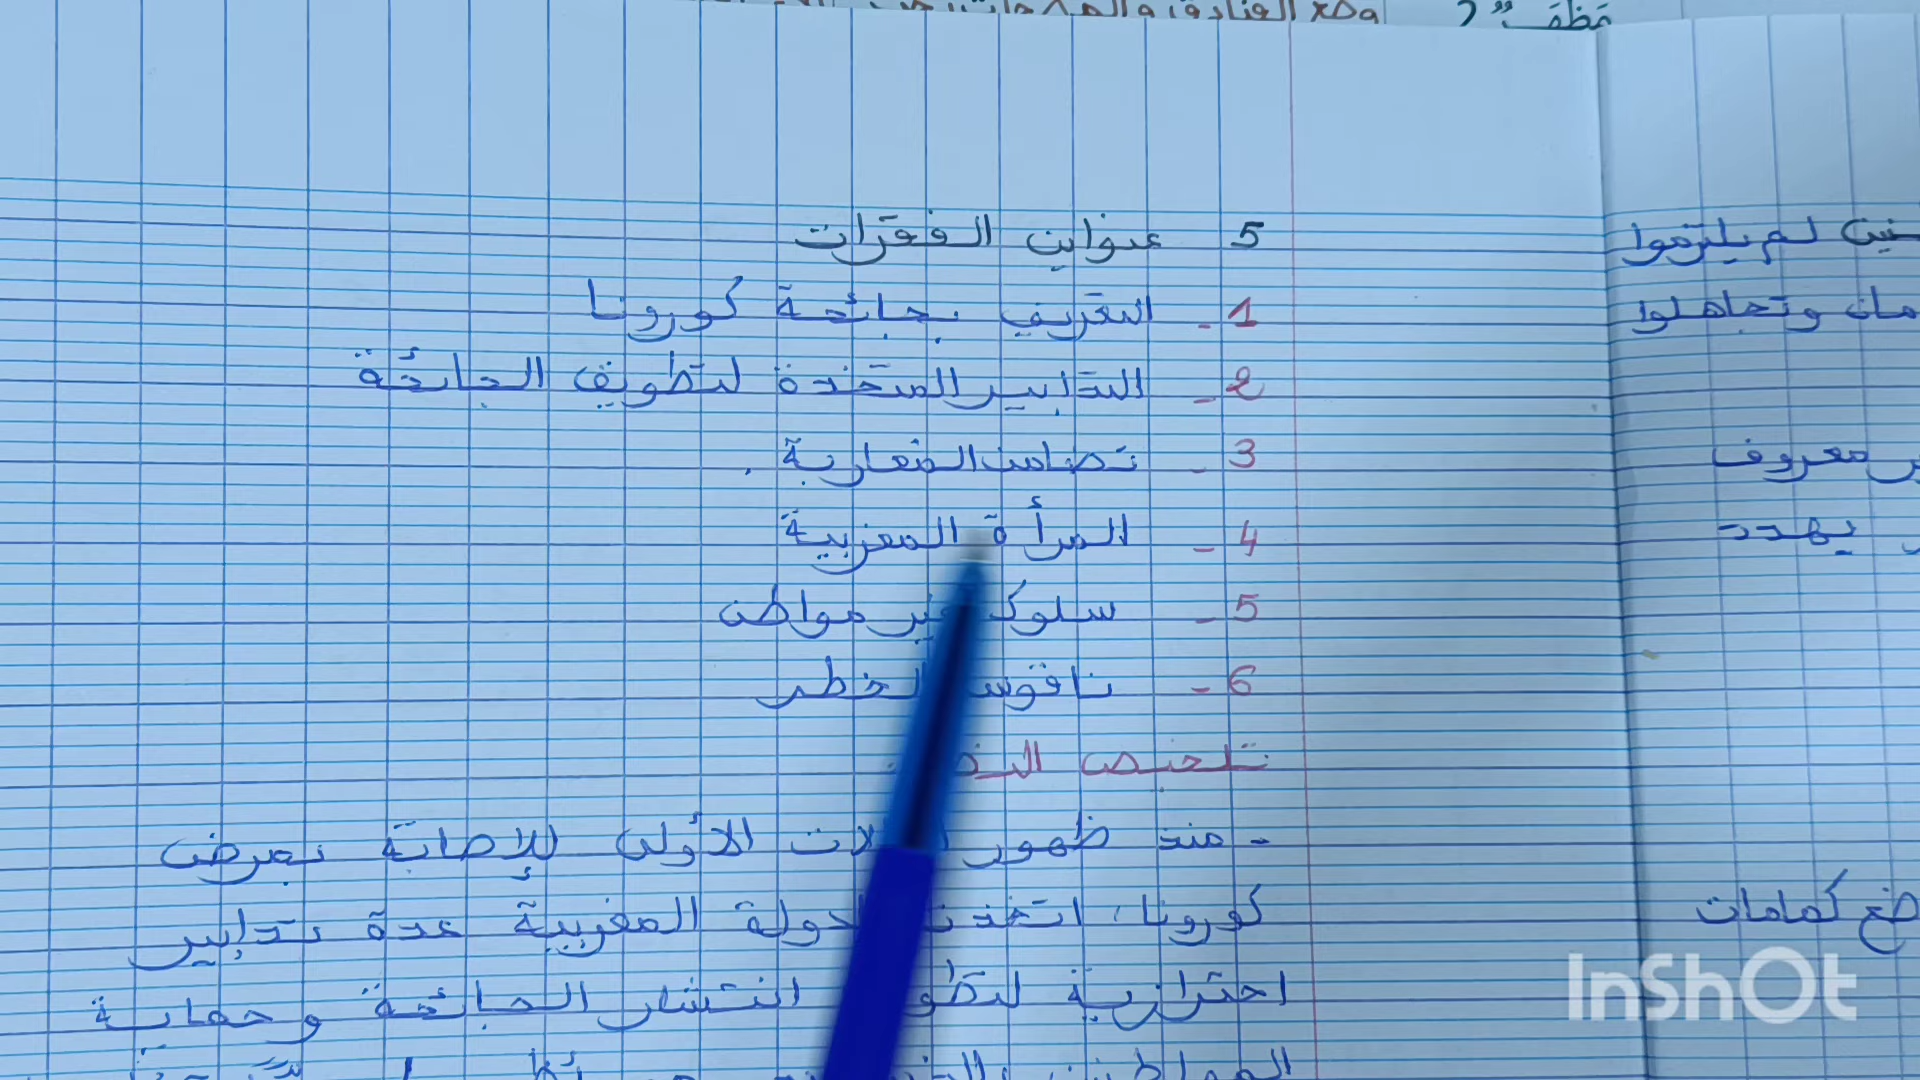 5 عنواين الفقرات
1- التعريف بجائحة كورونا
2- التدابير المتخذة لتطويق الجائحة
3- تضامن المغاربة.
4- المرأة المغربية
5- سلوك غير مواطن
6- ناقوس الخطر
تلخيص
- منذ ظهور الأولى للإصابة بمرض
كورونا، اتخذت المغربية عدة تدابير
احترازية انتشار الجائحة وحماية
لم يلتزموا
وتجاهلوا
معروف
يهدد
كمامات
InShOt